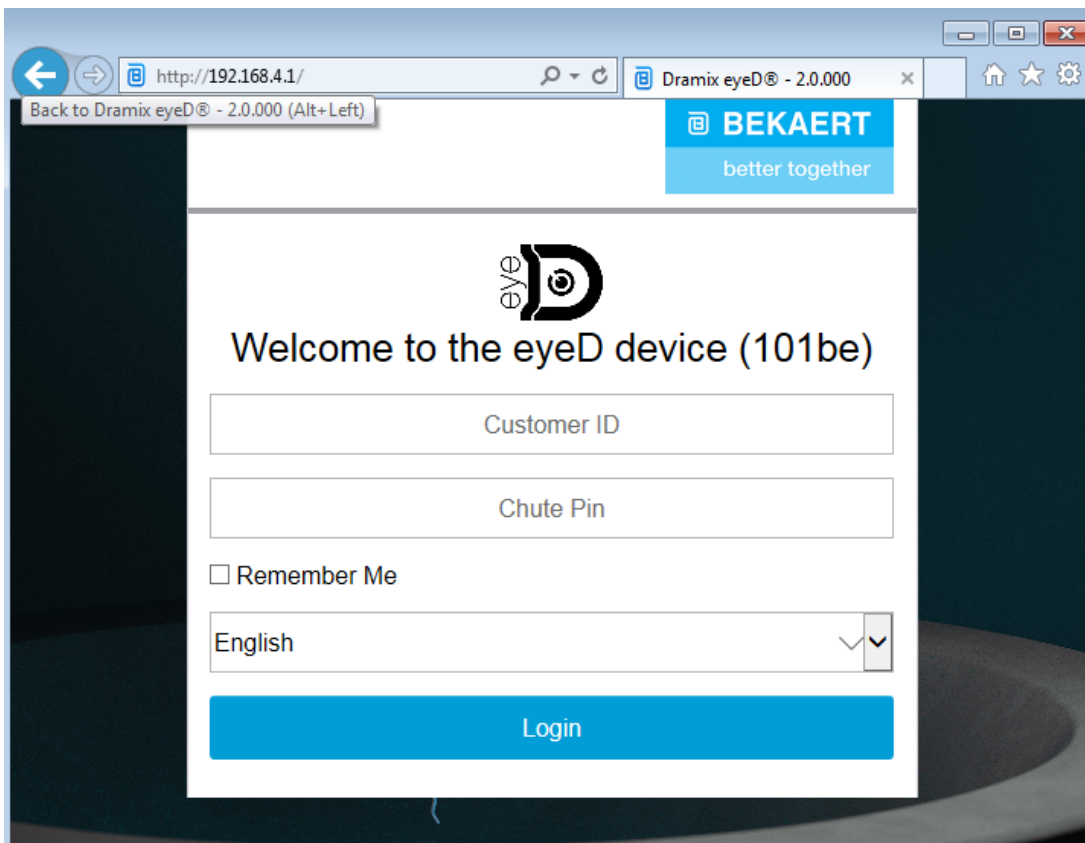 http://192.168.4.1/
Dramix eyeD® - 2.0.000
Back to Dramix eyeD® - 2.0.000 (Alt+Left)
BEKAERT
better together
eye D
Welcome to the eyeD device (101be)
Customer ID
Chute Pin
Remember Me
English
Login